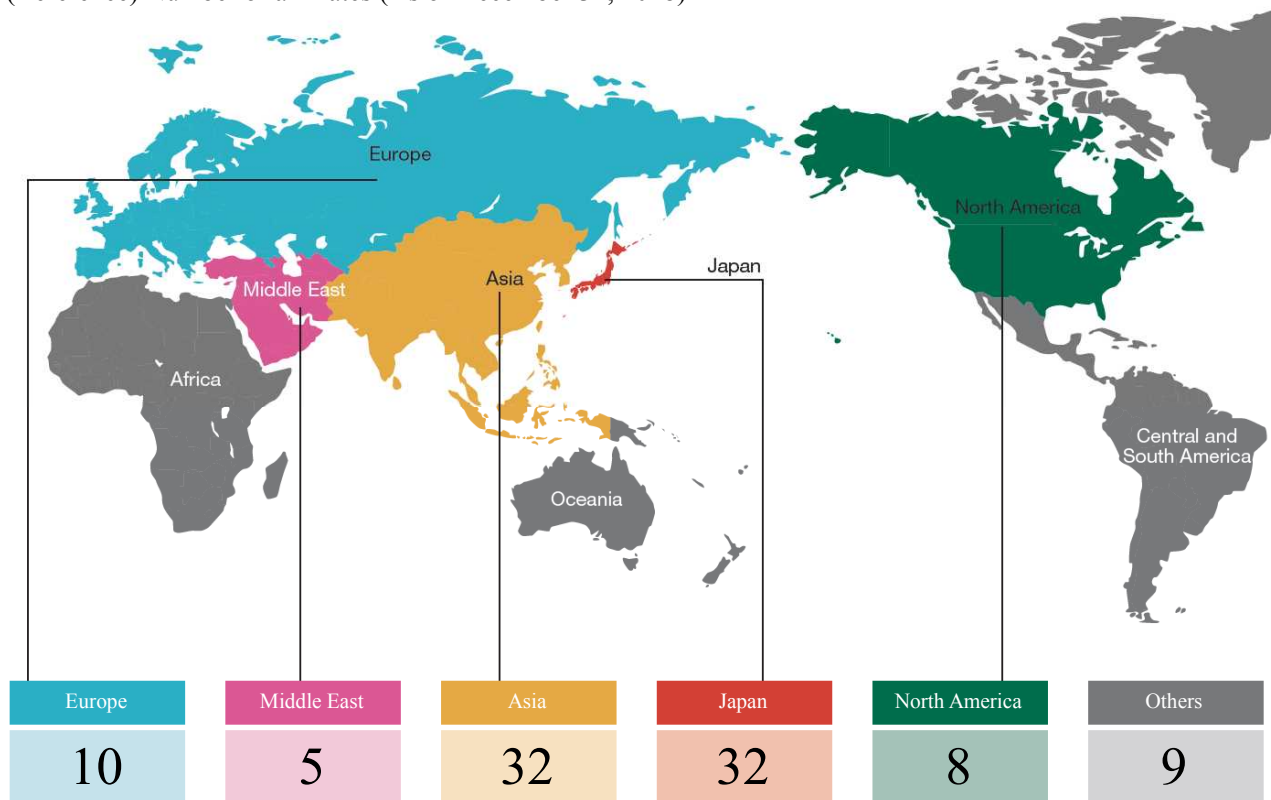 Europe
North America
Japan
Asia
Middle East
Africa
Central and
South America
Oceania
Europe
Middle East
Asia
Japan
North America
Others
10
5
32
32
8
9